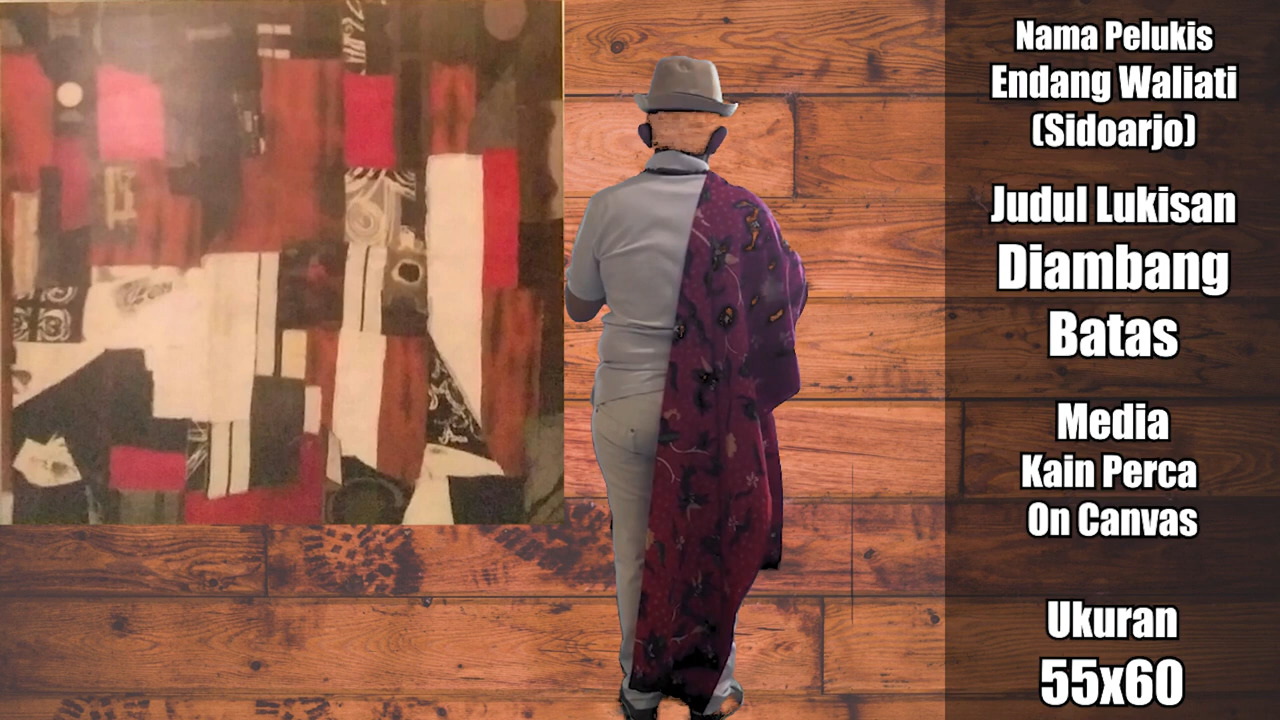 Nama Pelukis
Endang Waliati
(Sidoarjo)
Judul Lukisan
Diambang
Batas
Media
Kain Perca
On Canvas
Ukuran
55x60